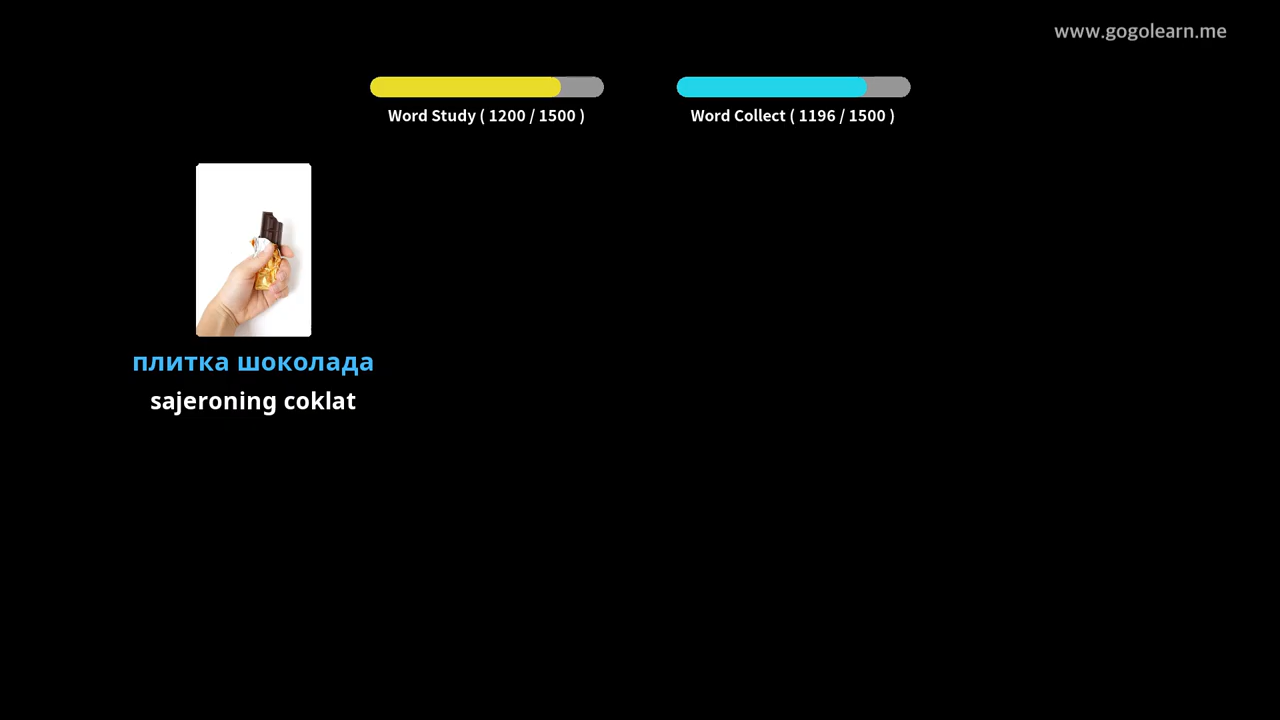 www.gogolearn.me
Word Study ( 1200 / 1500 )
Word Collect ( 1196 / 1500 )
плитка шоколада
sajeroning coklat